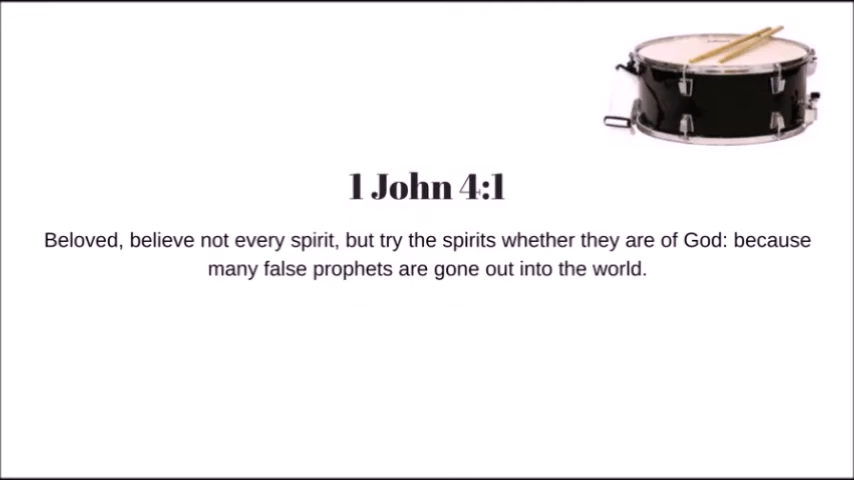 1 John 4:1
Beloved, believe not every spirit, but try the spirits whether they are of God: because
many false prophets are gone out into the world.